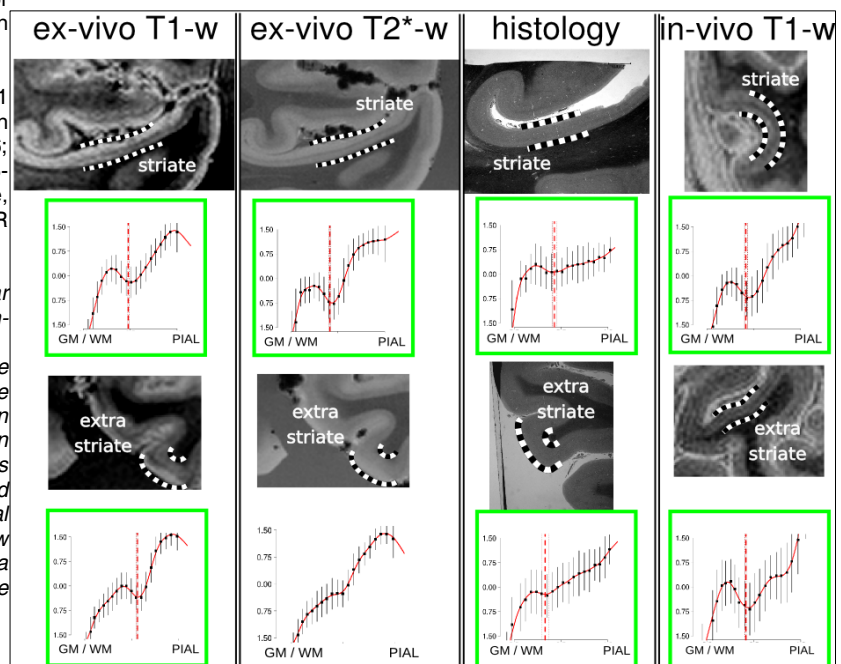 ex-vivo T1-w
ex-vivo T2*-w
histology
in-vivo T1-w
striate
striate
striate
striate
1.50
0.75
0.00
0.75
1.50
GM / WM PIAL
1.50
0.75
0.00
0.75
1.50
GM / WM PIAL
1.50
0.75
0.00
0.75
1.50
GM / WM PIAL
1.50
0.75
0.00
0.75
1.50
GM / WM PIAL
extra
striate
extra
striate
extra
striate
extra
striate
1.50
0.75
0.00
0.75
1.50
GM / WM PIAL
1.50
0.75
0.00
0.75
1.50
GM / WM PIAL
1.50
0.75
0.00
0.75
1.50
GM / WM PIAL
1.50
0.75
0.00
0.75
1.50
GM / WM PIAL